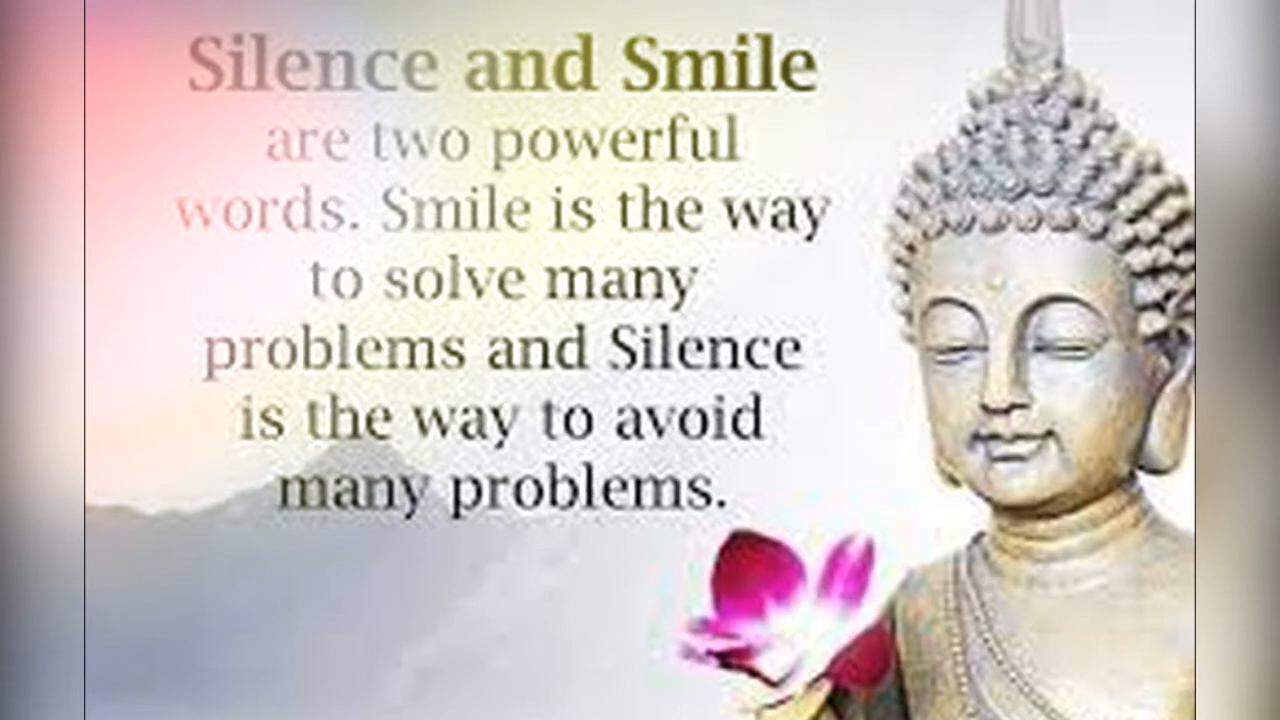 Silence and Smile
are two powerful
words. Smile is the way
to solve many
problems and Silence
is the way to avoid
many problems.